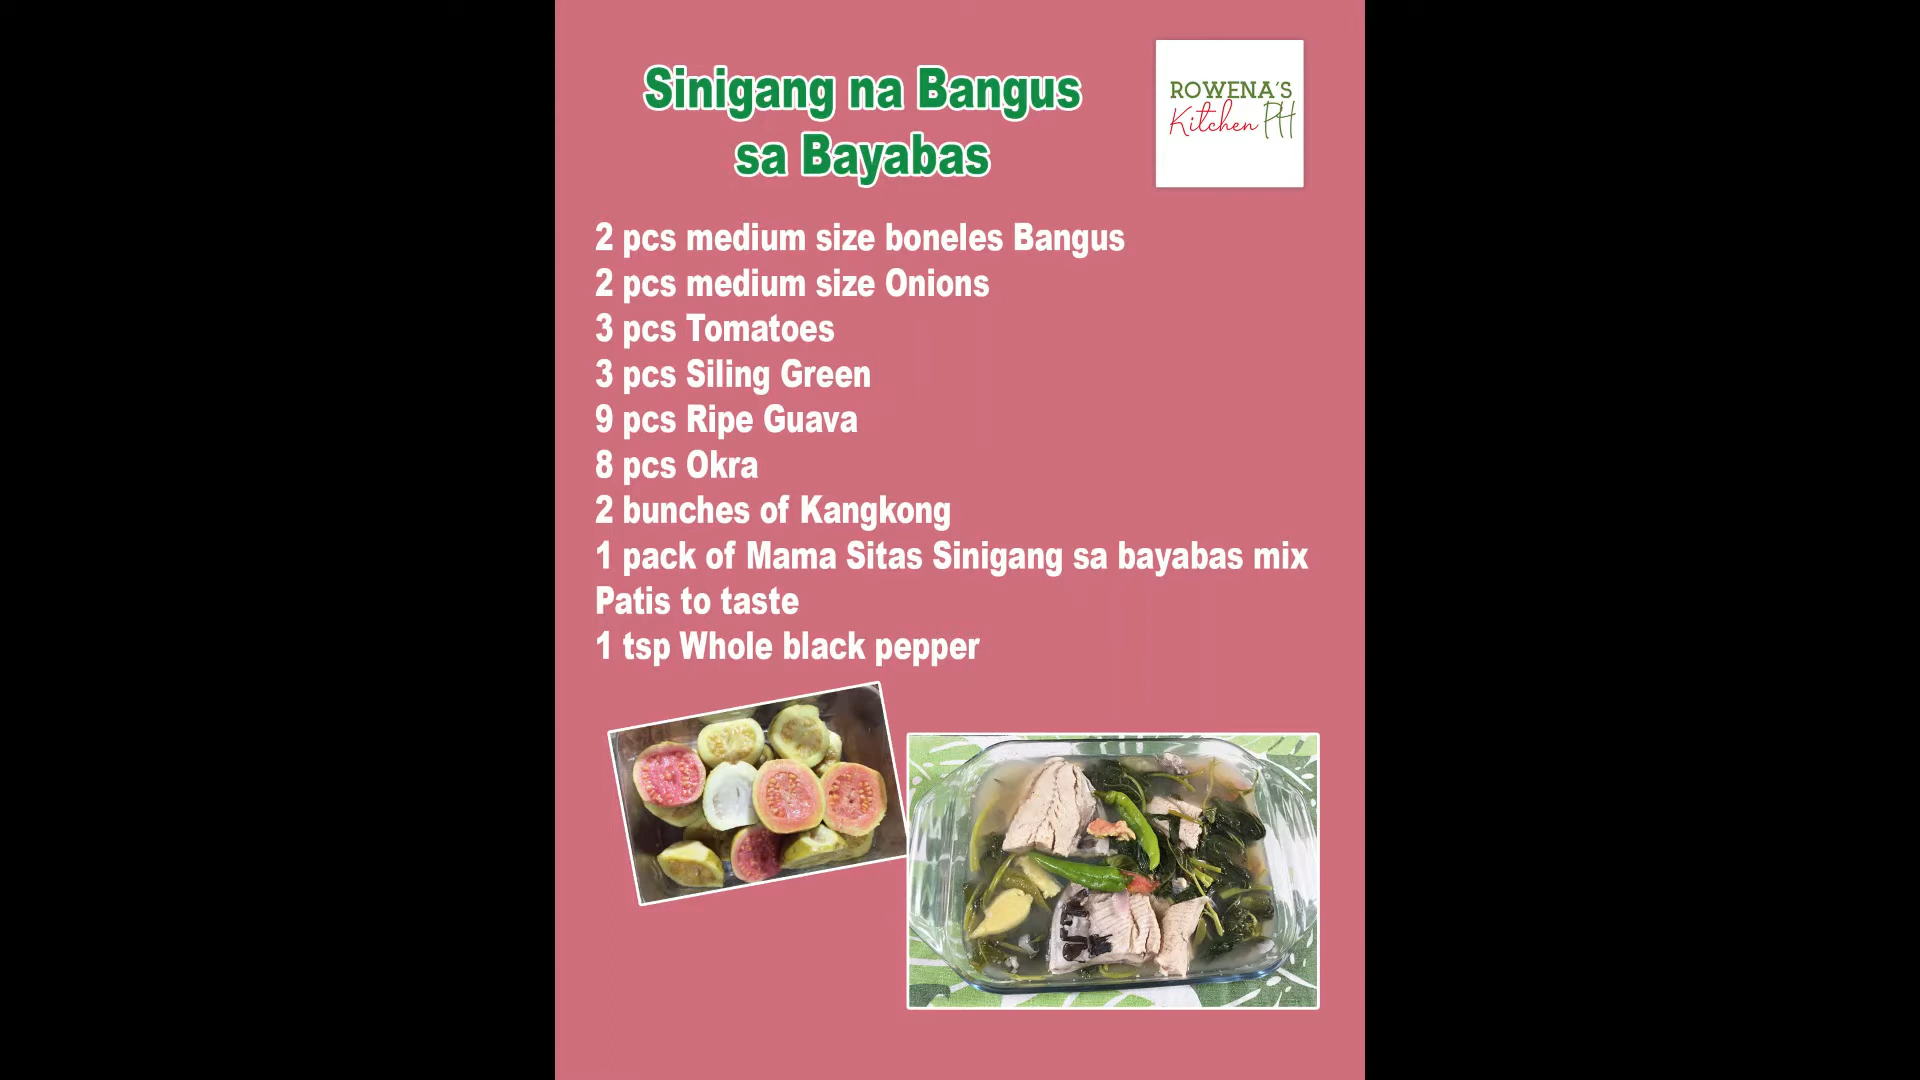 Sinigang na Bangus
sa Bayabas
ROWENA'S
Kitchen PH
2 pcs medium size boneles Bangus
2 pcs medium size Onions
3 pcs Tomatoes
3 pcs Siling Green
9 pcs Ripe Guava
8 pcs Okra
2 bunches of Kangkong
1 pack of Mama Sitas Sinigang sa bayabas mix
Patis to taste
1 tsp Whole black pepper